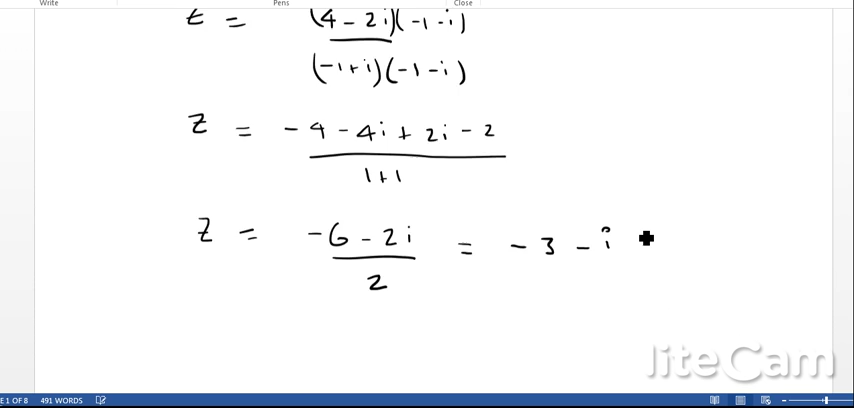 Write Pens Close
z = (4 - 2i)(-1 - i)
(-1+i)(-1 - i)
z = -4 - 4i + 2i - 2
1+1
z = -6 - 2i = -3 - i
2
liteCam
E 1 OF 8 491 WORDS